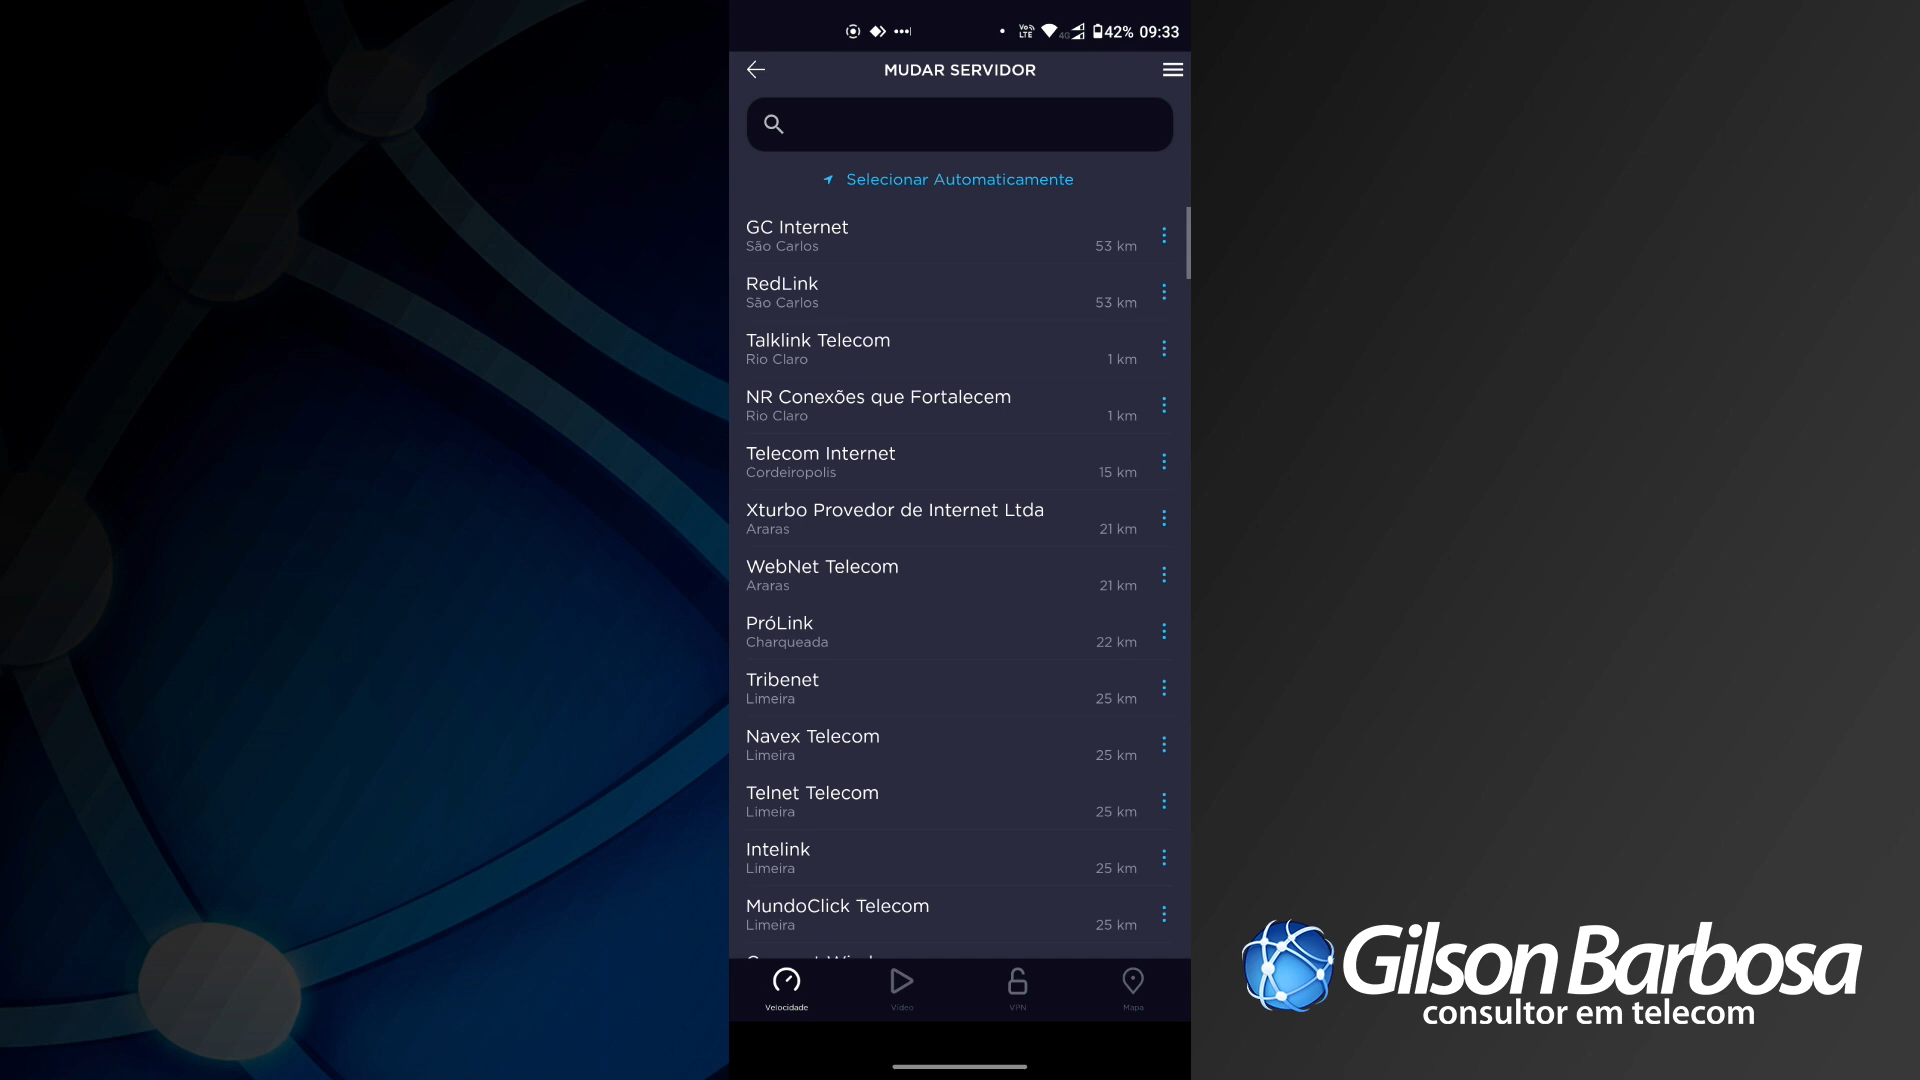 Vo LTE 4G 42% 09:33
MUDAR SERVIDOR
Selecionar Automaticamente
GC Internet
São Carlos 53 km
RedLink
São Carlos 53 km
Talklink Telecom
Rio Claro 1 km
NR Conexões que Fortalecem
Rio Claro 1 km
Telecom Internet
Cordeiropolis 15 km
Xturbo Provedor de Internet Ltda
Araras 21 km
WebNet Telecom
Araras 21 km
PróLink
Charqueada 22 km
Tribenet
Limeira 25 km
Navex Telecom
Limeira 25 km
Telnet Telecom
Limeira 25 km
Intelink
Limeira 25 km
MundoClick Telecom
Limeira 25 km
Velocidade Vídeo VPN Mapa
Gilson Barbosa
consultor em telecom